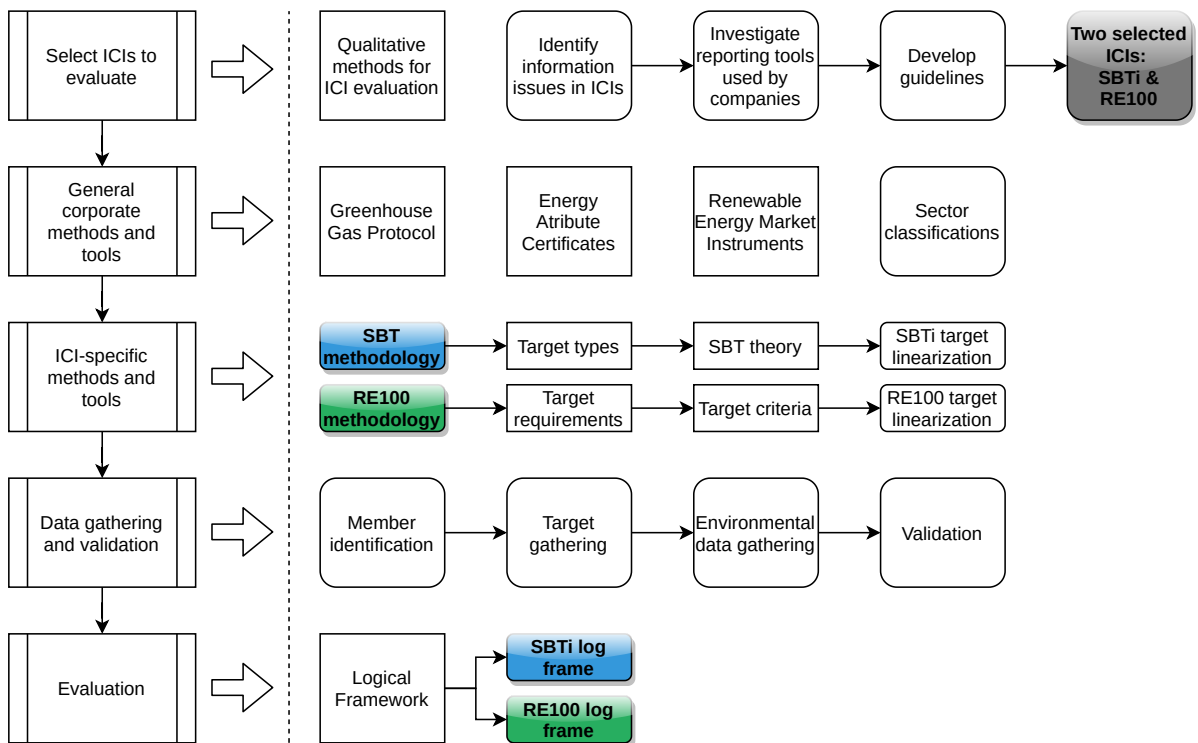 Select ICIs to
evaluate
Qualitative
methods for
ICI evaluation
Identify
information
issues in ICIs
Investigate
reporting tools
used by
companies
Develop
guidelines
Two selected
ICIs:
SBTi &
RE100
General
corporate
methods and
tools
Greenhouse
Gas Protocol
Energy
Atribute
Certificates
Renewable
Energy Market
Instruments
Sector
classifications
ICI-specific
methods and
tools
SBT
methodology
Target types
SBT theory
SBTi target
linearization
RE100
methodology
Target
requirements
Target criteria
RE100 target
linearization
Data gathering
and validation
Member
identification
Target
gathering
Environmental
data gathering
Validation
Evaluation
Logical
Framework
SBTi log
frame
RE100 log
frame